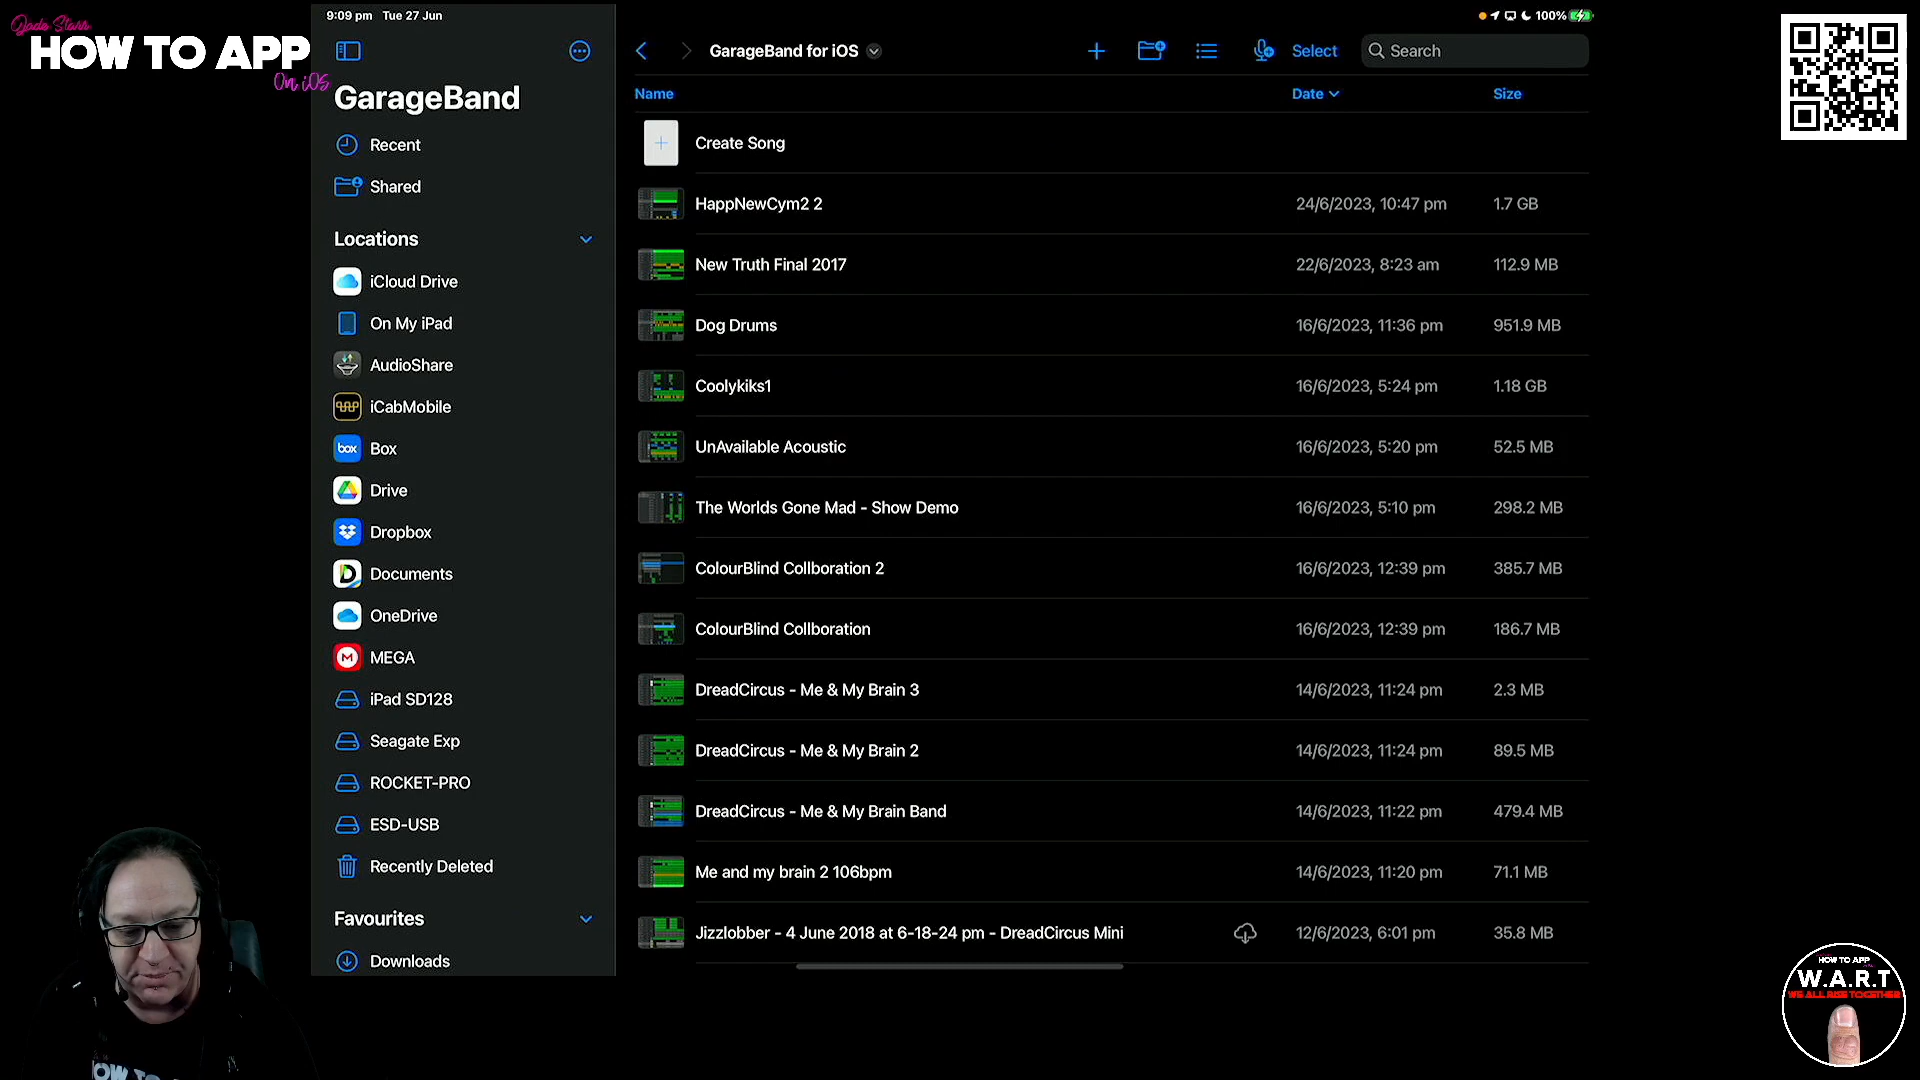 Jade Starr
HOW TO APP
On iOS
9:09 pm Tue 27 Jun
100%
GarageBand
Recent
Shared
Locations
iCloud Drive
On My iPad
AudioShare
iCabMobile
box
Box
Drive
Dropbox
Documents
OneDrive
M
MEGA
iPad SD128
Seagate Exp
ROCKET-PRO
ESD-USB
Recently Deleted
Favourites
Downloads
GarageBand for iOS
Select
Search
Name Date Size
Create Song
HappNewCym2 2 24/6/2023, 10:47 pm 1.7 GB
New Truth Final 2017 22/6/2023, 8:23 am 112.9 MB
Dog Drums 16/6/2023, 11:36 pm 951.9 MB
Coolykiks1 16/6/2023, 5:24 pm 1.18 GB
UnAvailable Acoustic 16/6/2023, 5:20 pm 52.5 MB
The Worlds Gone Mad - Show Demo 16/6/2023, 5:10 pm 298.2 MB
ColourBlind Collboration 2 16/6/2023, 12:39 pm 385.7 MB
ColourBlind Collboration 16/6/2023, 12:39 pm 186.7 MB
DreadCircus - Me & My Brain 3 14/6/2023, 11:24 pm 2.3 MB
DreadCircus - Me & My Brain 2 14/6/2023, 11:24 pm 89.5 MB
DreadCircus - Me & My Brain Band 14/6/2023, 11:22 pm 479.4 MB
Me and my brain 2 106bpm 14/6/2023, 11:20 pm 71.1 MB
Jizzlobber - 4 June 2018 at 6-18-24 pm - DreadCircus Mini 12/6/2023, 6:01 pm 35.8 MB
HOW TO APP
W.A.R.T
WE ALL RISE TOGETHER